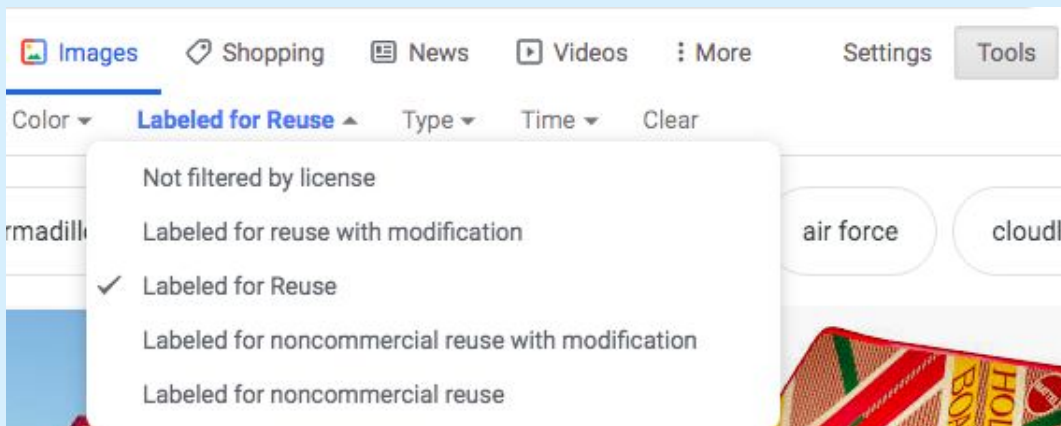 Images Shopping News Videos More Settings Tools
Color Labeled for Reuse Type Time Clear
Not filtered by license
rmadill Labeled for reuse with modification air force cloudl
Labeled for Reuse
Labeled for noncommercial reuse with modification
Labeled for noncommercial reuse